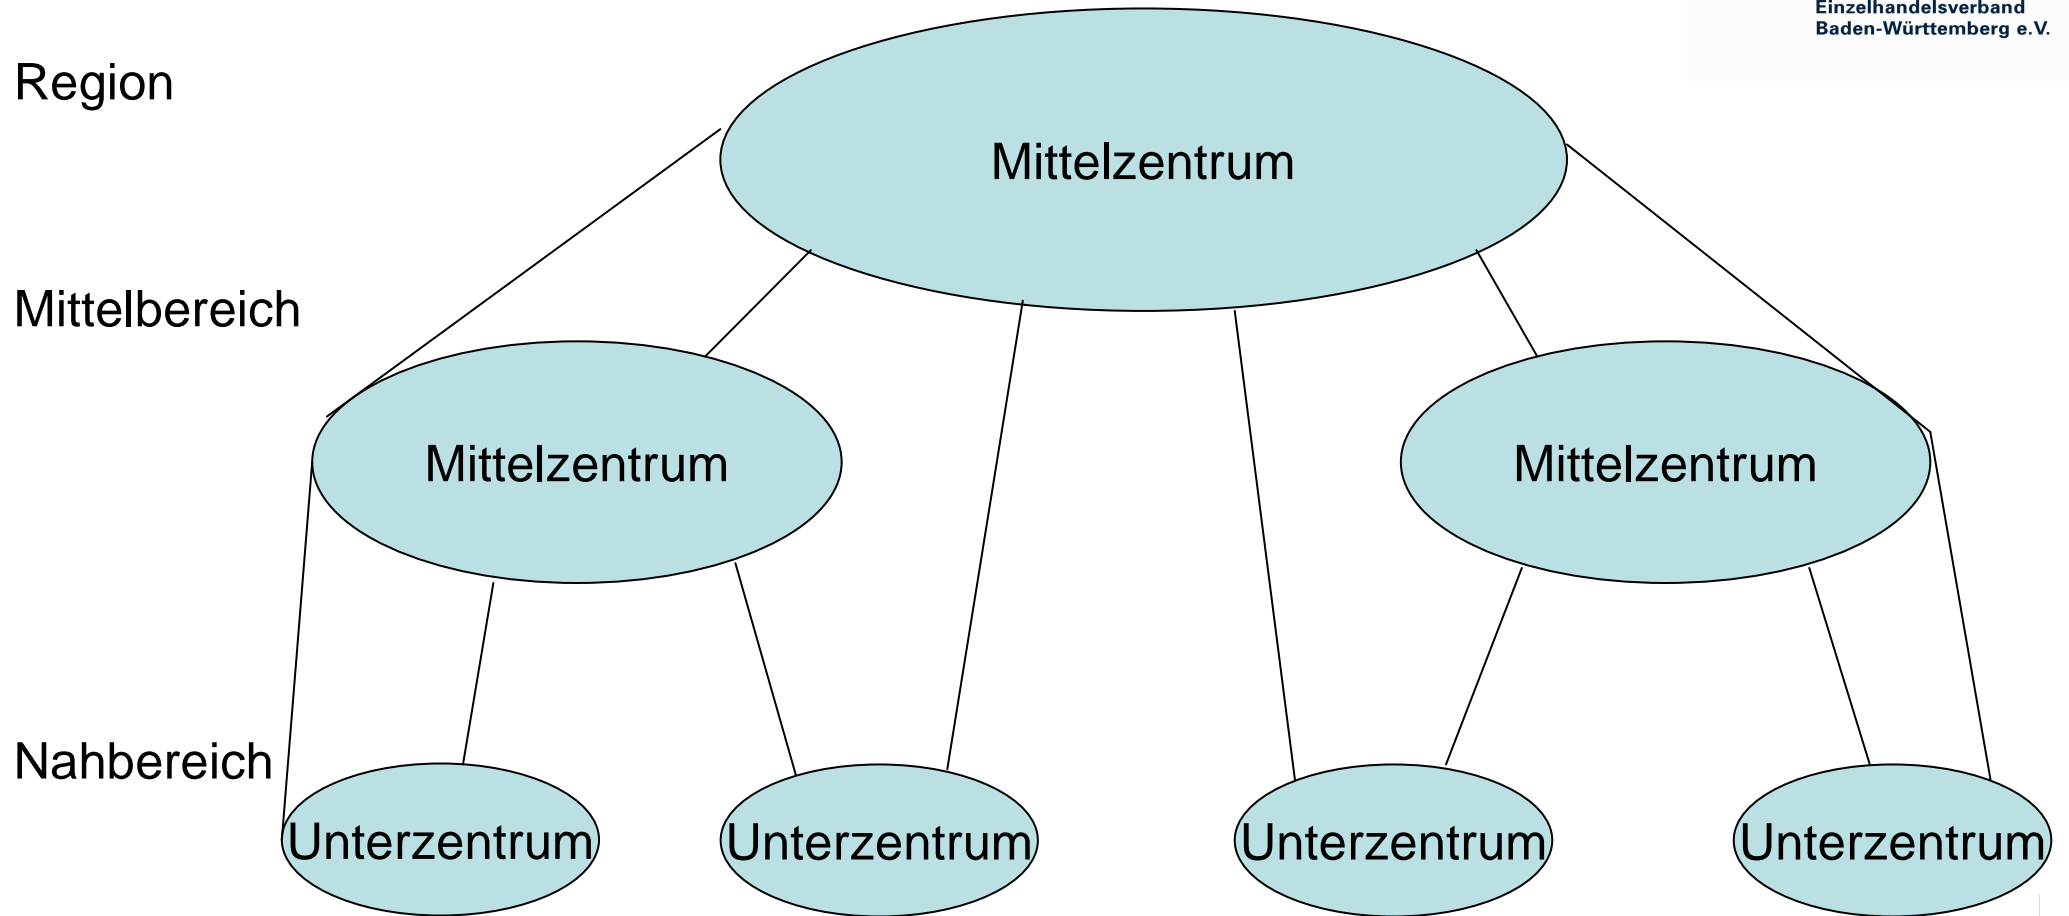 Einzelhandelsverband
Baden-Württemberg e.V.
Region
Mittelzentrum
Mittelbereich
Mittelzentrum
Mittelzentrum
Nahbereich
Unterzentrum
Unterzentrum
Unterzentrum
Unterzentrum